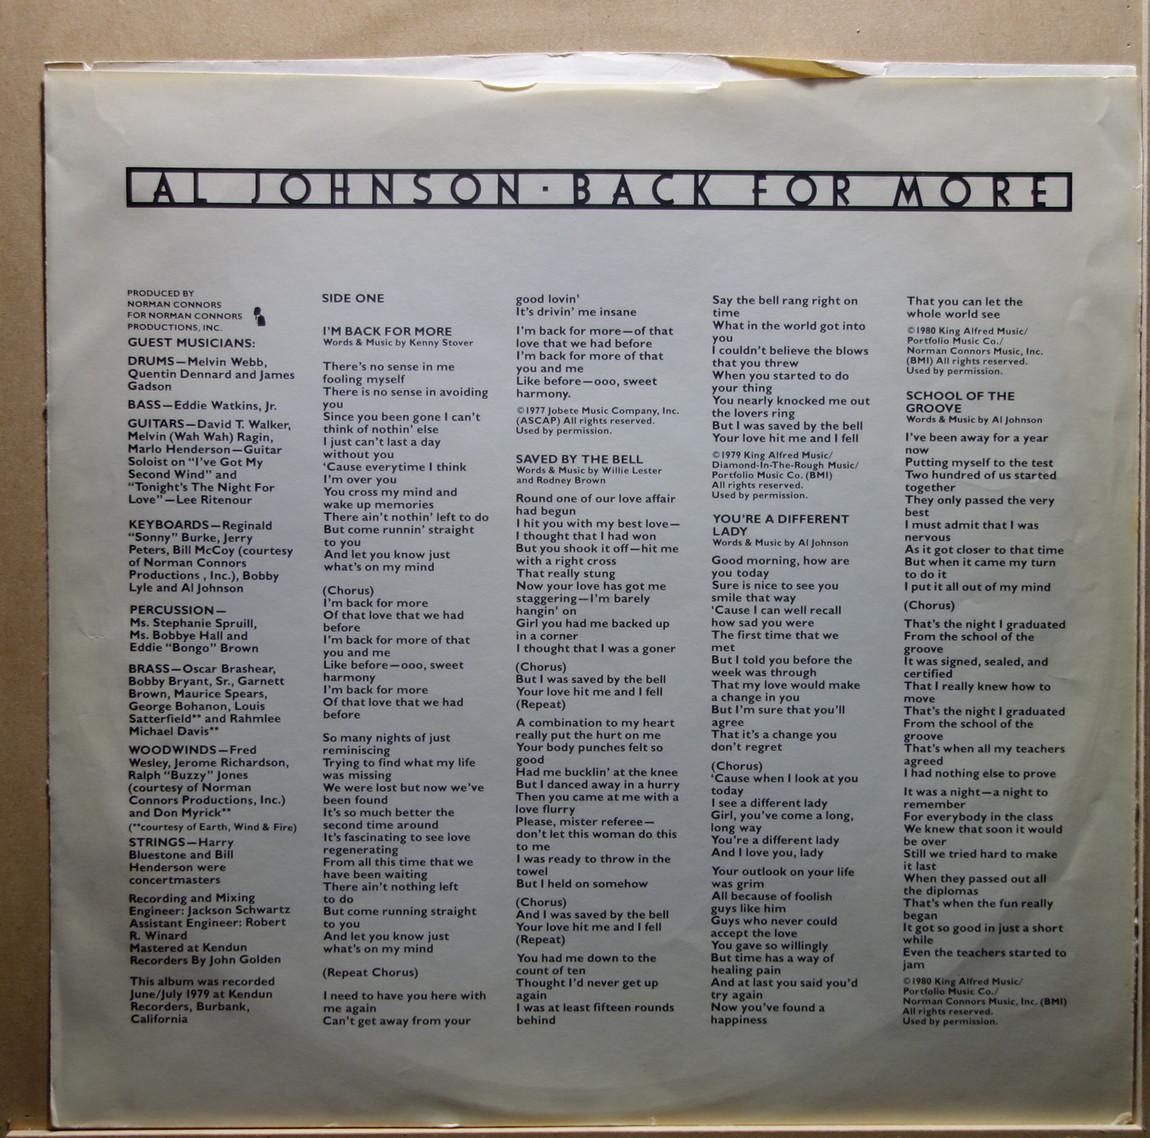 AL JOHNSON · BACK FOR MORE
PRODUCED BY
NORMAN CONNORS
FOR NORMAN CONNORS
PRODUCTIONS, INC.
GUEST MUSICIANS:
DRUMS—Melvin Webb,
Quentin Dennard and James
Gadson
BASS—Eddie Watkins, Jr.
GUITARS—David T. Walker,
Melvin (Wah Wah) Ragin,
Marlo Henderson—Guitar
Soloist on "I've Got My
Second Wind" and
"Tonight's The Night For
Love"—Lee Ritenour
KEYBOARDS—Reginald
"Sonny" Burke, Jerry
Peters, Bill McCoy (courtesy
of Norman Connors
Productions , Inc.), Bobby
Lyle and Al Johnson
PERCUSSION—
Ms. Stephanie Spruill,
Ms. Bobbye Hall and
Eddie "Bongo" Brown
BRASS—Oscar Brashear,
Bobby Bryant, Sr., Garnett
Brown, Maurice Spears,
George Bohanon, Louis
Satterfield** and Rahmlee
Michael Davis**
WOODWINDS—Fred
Wesley, Jerome Richardson,
Ralph "Buzzy" Jones
(courtesy of Norman
Connors Productions, Inc.)
and Don Myrick**
(**courtesy of Earth, Wind & Fire)
STRINGS—Harry
Bluestone and Bill
Henderson were
concertmasters
Recording and Mixing
Engineer: Jackson Schwartz
Assistant Engineer: Robert
R. Winard
Mastered at Kendun
Recorders By John Golden
This album was recorded
June/July 1979 at Kendun
Recorders, Burbank,
California
SIDE ONE
I'M BACK FOR MORE
Words & Music by Kenny Stover
There's no sense in me
fooling myself
There is no sense in avoiding
you
Since you been gone I can't
think of nothin' else
I just can't last a day
without you
'Cause everytime I think
I'm over you
You cross my mind and
wake up memories
There ain't nothin' left to do
But come runnin' straight
to you
And let you know just
what's on my mind
(Chorus)
I'm back for more
Of that love that we had
before
I'm back for more of that
you and me
Like before—ooo, sweet
harmony
I'm back for more
Of that love that we had
before
So many nights of just
reminiscing
Trying to find what my life
was missing
We were lost but now we've
been found
It's so much better the
second time around
It's fascinating to see love
regenerating
From all this time that we
have been waiting
There ain't nothing left
to do
But come running straight
to you
And let you know just
what's on my mind
(Repeat Chorus)
I need to have you here with
me again
Can't get away from your
good lovin'
It's drivin' me insane
I'm back for more—of that
love that we had before
I'm back for more of that
you and me
Like before—ooo, sweet
harmony.
©1977 Jobete Music Company, Inc.
(ASCAP) All rights reserved.
Used by permission.
SAVED BY THE BELL
Words & Music by Willie Lester
and Rodney Brown
Round one of our love affair
had begun
I hit you with my best love—
I thought that I had won
But you shook it off—hit me
with a right cross
That really stung
Now your love has got me
staggering—I'm barely
hangin' on
Girl you had me backed up
in a corner
I thought that I was a goner
(Chorus)
But I was saved by the bell
Your love hit me and I fell
(Repeat)
A combination to my heart
really put the hurt on me
Your body punches felt so
good
Had me bucklin' at the knee
But I danced away in a hurry
Then you came at me with a
love flurry
Please, mister referee—
don't let this woman do this
to me
I was ready to throw in the
towel
But I held on somehow
(Chorus)
And I was saved by the bell
Your love hit me and I fell
(Repeat)
You had me down to the
count of ten
Thought I'd never get up
again
I was at least fifteen rounds
behind
Say the bell rang right on
time
What in the world got into
you
I couldn't believe the blows
that you threw
When you started to do
your thing
You nearly knocked me out
the lovers ring
But I was saved by the bell
Your love hit me and I fell
©1979 King Alfred Music/
Diamond-In-The-Rough Music/
Portfolio Music Co. (BMI)
All rights reserved.
Used by permission.
YOU'RE A DIFFERENT
LADY
Words & Music by Al Johnson
Good morning, how are
you today
Sure is nice to see you
smile that way
'Cause I can well recall
how sad you were
The first time that we
met
But I told you before the
week was through
That my love would make
a change in you
But I'm sure that you'll
agree
That it's a change you
don't regret
(Chorus)
'Cause when I look at you
today
I see a different lady
Girl, you've come a long,
long way
You're a different lady
And I love you, lady
Your outlook on your life
was grim
All because of foolish
guys like him
Guys who never could
accept the love
You gave so willingly
But time has a way of
healing pain
And at last you said you'd
try again
Now you've found a
happiness
That you can let the
whole world see
©1980 King Alfred Music/
Portfolio Music Co./
Norman Connors Music, Inc.
(BMI) All rights reserved.
Used by permission.
SCHOOL OF THE
GROOVE
Words & Music by Al Johnson
I've been away for a year
now
Putting myself to the test
Two hundred of us started
together
They only passed the very
best
I must admit that I was
nervous
As it got closer to that time
But when it came my turn
to do it
I put it all out of my mind
(Chorus)
That's the night I graduated
From the school of the
groove
It was signed, sealed, and
certified
That I really knew how to
move
That's the night I graduated
From the school of the
groove
That's when all my teachers
agreed
I had nothing else to prove
It was a night—a night to
remember
For everybody in the class
We knew that soon it would
be over
Still we tried hard to make
it last
When they passed out all
the diplomas
That's when the fun really
began
It got so good in just a short
while
Even the teachers started to
jam
©1980 King Alfred Music/
Portfolio Music Co./
Norman Connors Music, Inc. (BMI)
All rights reserved.
Used by permission.